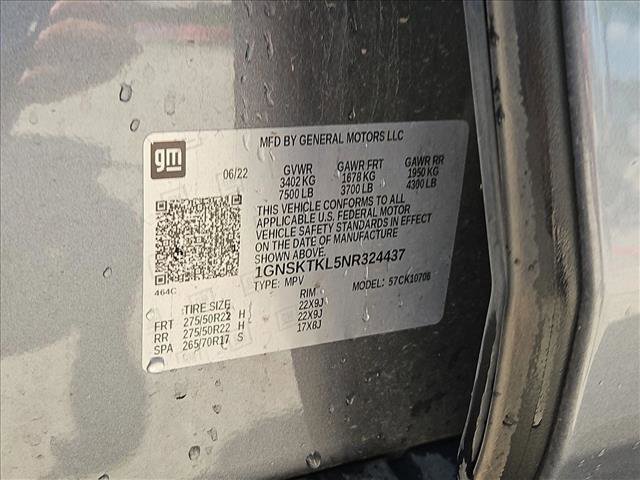 gm
MFD BY GENERAL MOTORS LLC
06/22 GVWR GAWR FRT GAWR RR
3402 KG 1678 KG 1950 KG
7500 LB 3700 LB 4300 LB
THIS VEHICLE CONFORMS TO ALL
APPLICABLE U.S. FEDERAL MOTOR
VEHICLE SAFETY STANDARDS IN EFFECT
ON THE DATE OF MANUFACTURE
SHOWN ABOVE.
1GNSKTKL5NR324437
TYPE: MPV MODEL: 57CK10706
464C
TIRE SIZE RIM
FRT 275/50R22 H 22X9J
RR 275/50R22 H 22X9J
SPA 265/70R17 S 17X8J